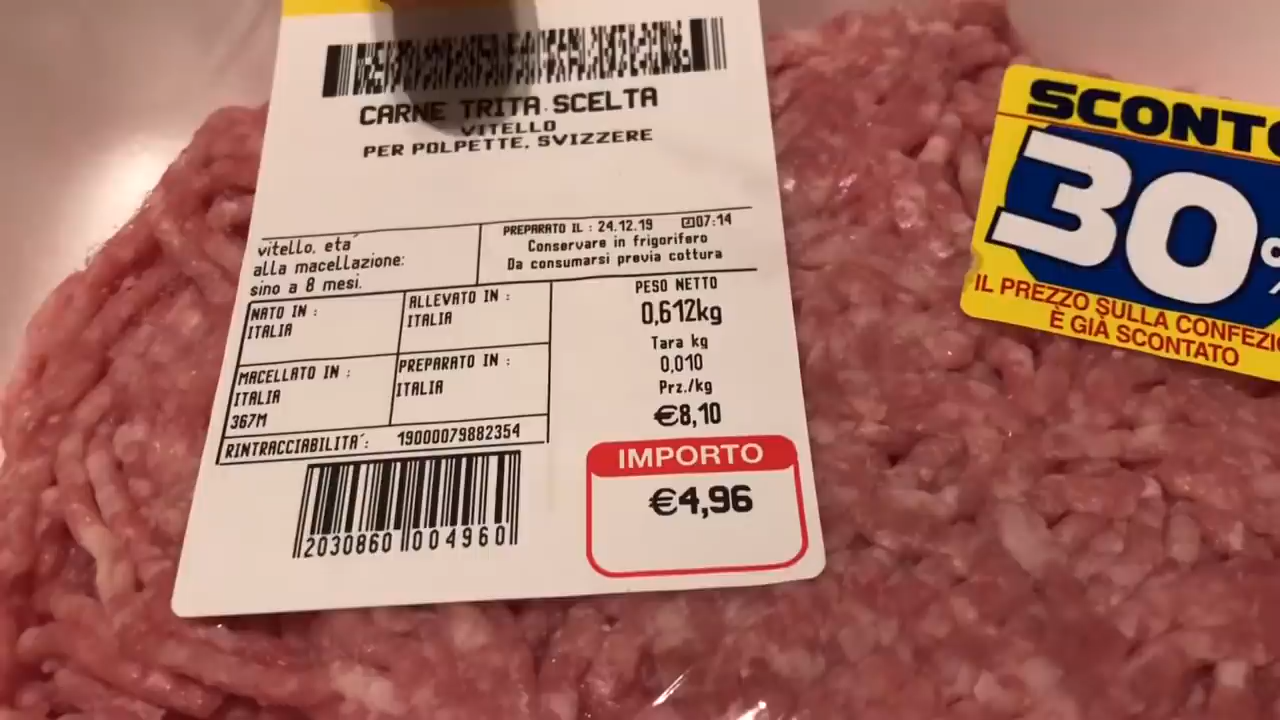 CARNE TRITA SCELTA
VITELLO
PER POLPETTE, SVIZZERE
vitello, eta'
alla macellazione:
sino a 8 mesi.
PREPARATO IL : 24.12.19 07:14
Conservare in frigorifero
Da consumarsi previa cottura
NATO IN :
ITALIA
ALLEVATO IN :
ITALIA
MACELLATO IN :
ITALIA
367M
PREPARATO IN :
ITALIA
RINTRACCIABILITA': 19000079882354
PESO NETTO
0,612kg
Tara kg
0,010
Prz./kg
€8,10
IMPORTO
€4,96
2030860 004960
SCONTO
30%
IL PREZZO SULLA CONFEZI
È GIÀ SCONTATO